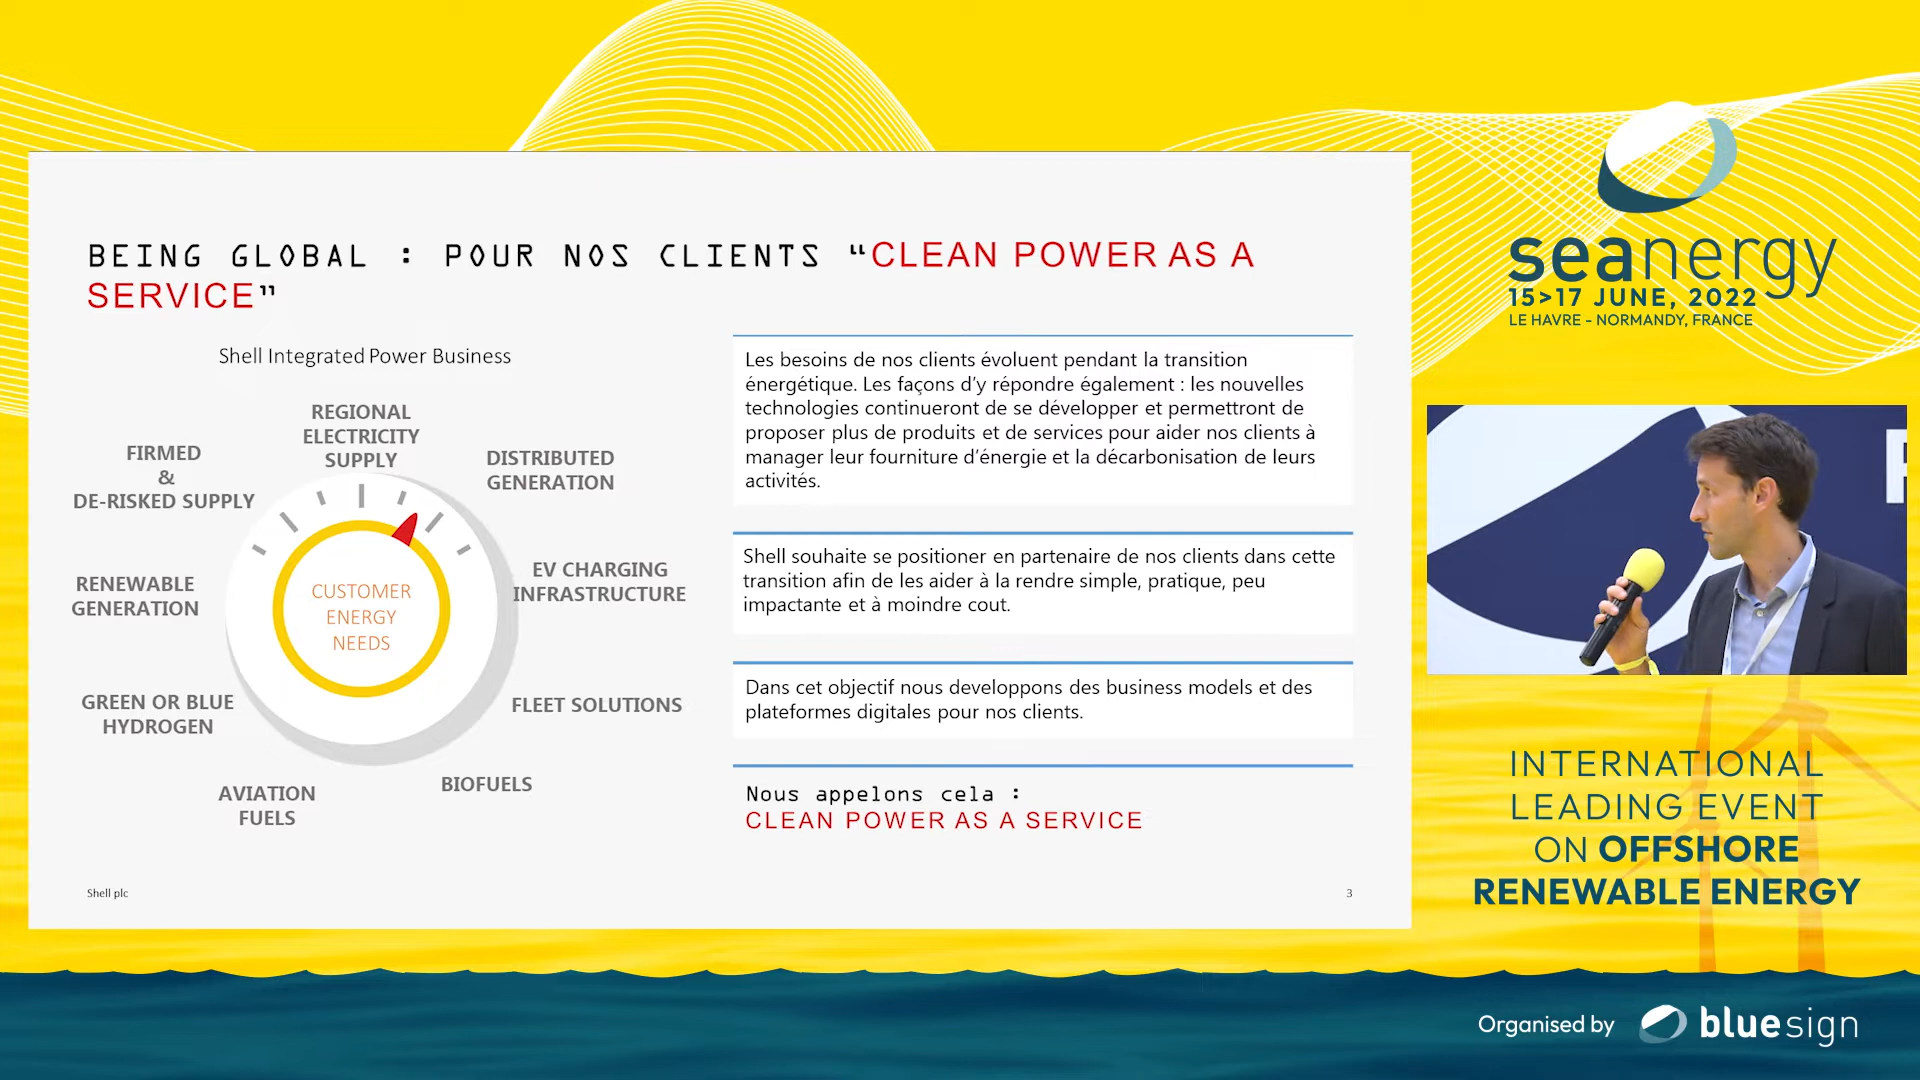 BEING GLOBAL : POUR NOS CLIENTS “CLEAN POWER AS A
SERVICE”
Shell Integrated Power Business
REGIONAL
ELECTRICITY
SUPPLY
FIRMED
&
DE-RISKED SUPPLY
DISTRIBUTED
GENERATION
RENEWABLE
GENERATION
EV CHARGING
INFRASTRUCTURE
CUSTOMER
ENERGY
NEEDS
GREEN OR BLUE
HYDROGEN
FLEET SOLUTIONS
AVIATION
FUELS
BIOFUELS
Les besoins de nos clients évoluent pendant la transition
énergétique. Les façons d’y répondre également : les nouvelles
technologies continueront de se développer et permettront de
proposer plus de produits et de services pour aider nos clients à
manager leur fourniture d’énergie et la décarbonisation de leurs
activités.
Shell souhaite se positionner en partenaire de nos clients dans cette
transition afin de les aider à la rendre simple, pratique, peu
impactante et à moindre cout.
Dans cet objectif nous developpons des business models et des
plateformes digitales pour nos clients.
Nous appelons cela :
CLEAN POWER AS A SERVICE
Shell plc
3
seanergy
15>17 JUNE, 2022
LE HAVRE - NORMANDY, FRANCE
INTERNATIONAL
LEADING EVENT
ON OFFSHORE
RENEWABLE ENERGY
Organised by bluesign